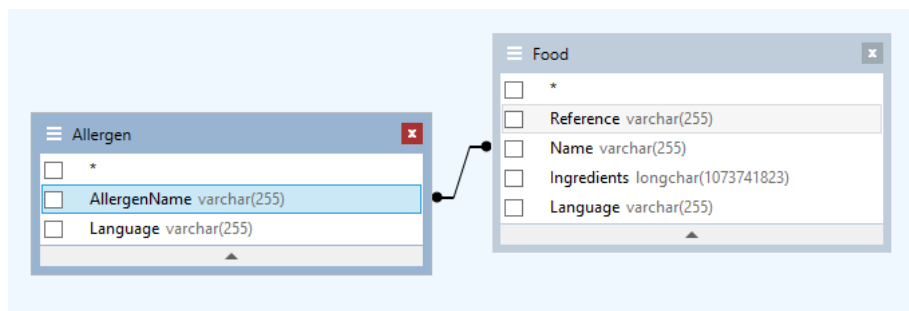 Food
*
Reference varchar(255)
Name varchar(255)
Ingredients longchar(1073741823)
Language varchar(255)
Allergen
*
AllergenName varchar(255)
Language varchar(255)